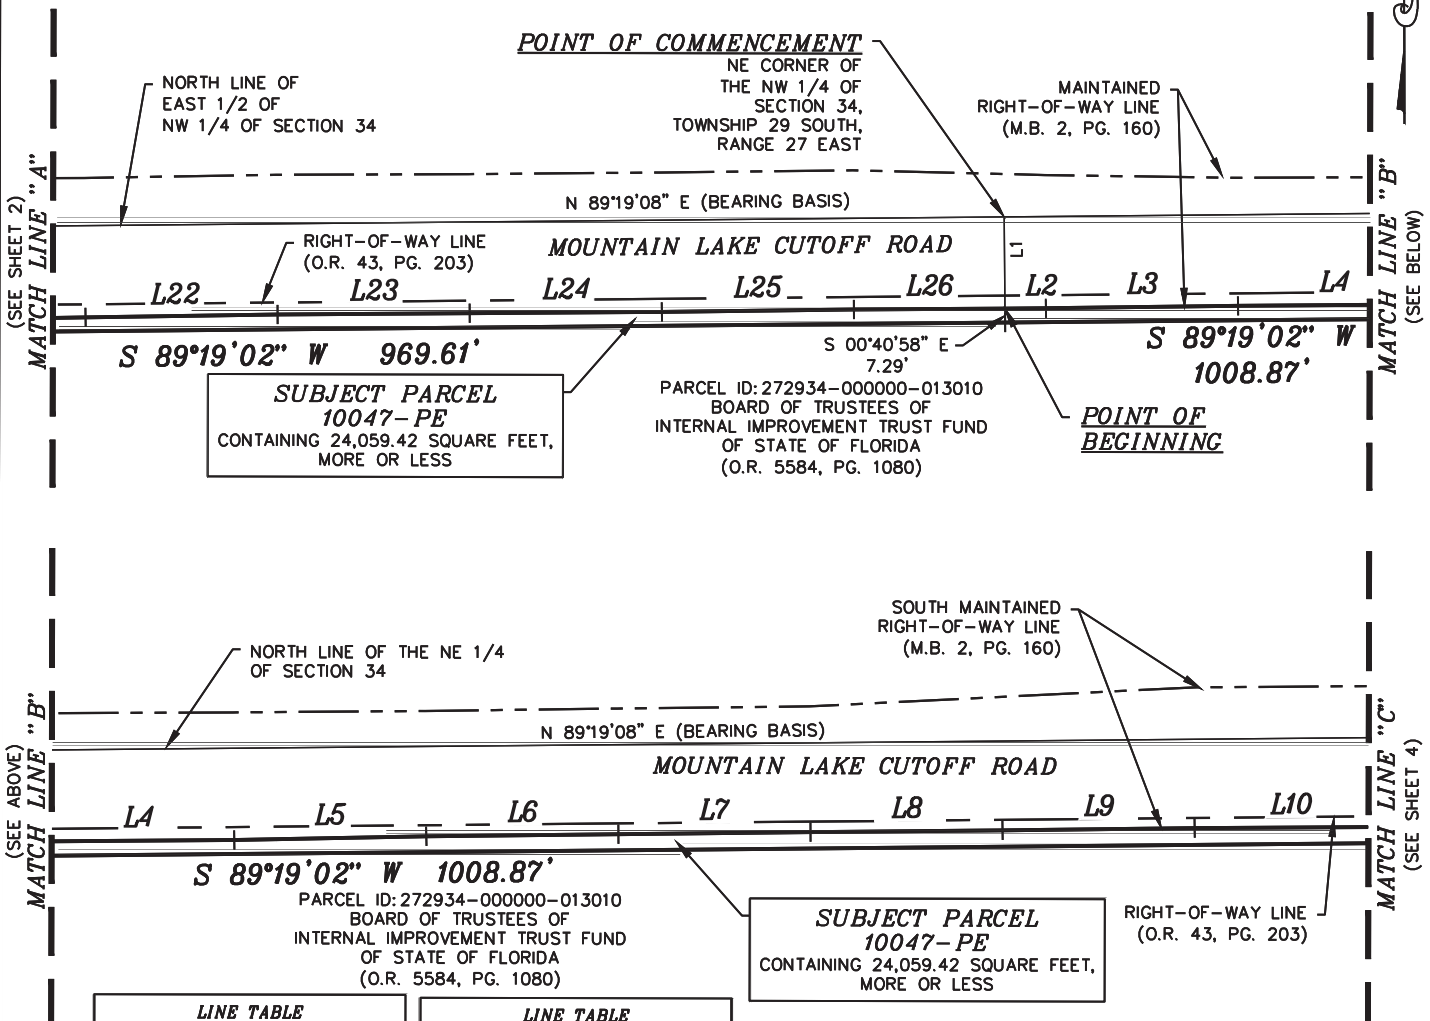 POINT OF COMMENCEMENT
NE CORNER OF
THE NW 1/4 OF
SECTION 34,
TOWNSHIP 29 SOUTH,
RANGE 27 EAST
NORTH LINE OF
EAST 1/2 OF
NW 1/4 OF SECTION 34
MAINTAINED
RIGHT-OF-WAY LINE
(M.B. 2, PG. 160)
MATCH LINE "A"
(SEE SHEET 2)
MATCH LINE "B"
(SEE BELOW)
N 89°19'08" E (BEARING BASIS)
RIGHT-OF-WAY LINE
(O.R. 43, PG. 203)
MOUNTAIN LAKE CUTOFF ROAD
L1
L22 L23 L24 L25 L26 L2 L3 L4
S 89°19'02" W 969.61'
S 00°40'58" E
7.29'
S 89°19'02" W
1008.87'
SUBJECT PARCEL
10047-PE
CONTAINING 24,059.42 SQUARE FEET,
MORE OR LESS
PARCEL ID: 272934-000000-013010
BOARD OF TRUSTEES OF
INTERNAL IMPROVEMENT TRUST FUND
OF STATE OF FLORIDA
(O.R. 5584, PG. 1080)
POINT OF
BEGINNING
SOUTH MAINTAINED
RIGHT-OF-WAY LINE
(M.B. 2, PG. 160)
NORTH LINE OF THE NE 1/4
OF SECTION 34
MATCH LINE "B"
(SEE ABOVE)
MATCH LINE "C"
(SEE SHEET 4)
N 89°19'08" E (BEARING BASIS)
MOUNTAIN LAKE CUTOFF ROAD
L4 L5 L6 L7 L8 L9 L10
S 89°19'02" W 1008.87'
PARCEL ID: 272934-000000-013010
BOARD OF TRUSTEES OF
INTERNAL IMPROVEMENT TRUST FUND
OF STATE OF FLORIDA
(O.R. 5584, PG. 1080)
SUBJECT PARCEL
10047-PE
CONTAINING 24,059.42 SQUARE FEET,
MORE OR LESS
RIGHT-OF-WAY LINE
(O.R. 43, PG. 203)
LINE TABLE
LINE TABLE